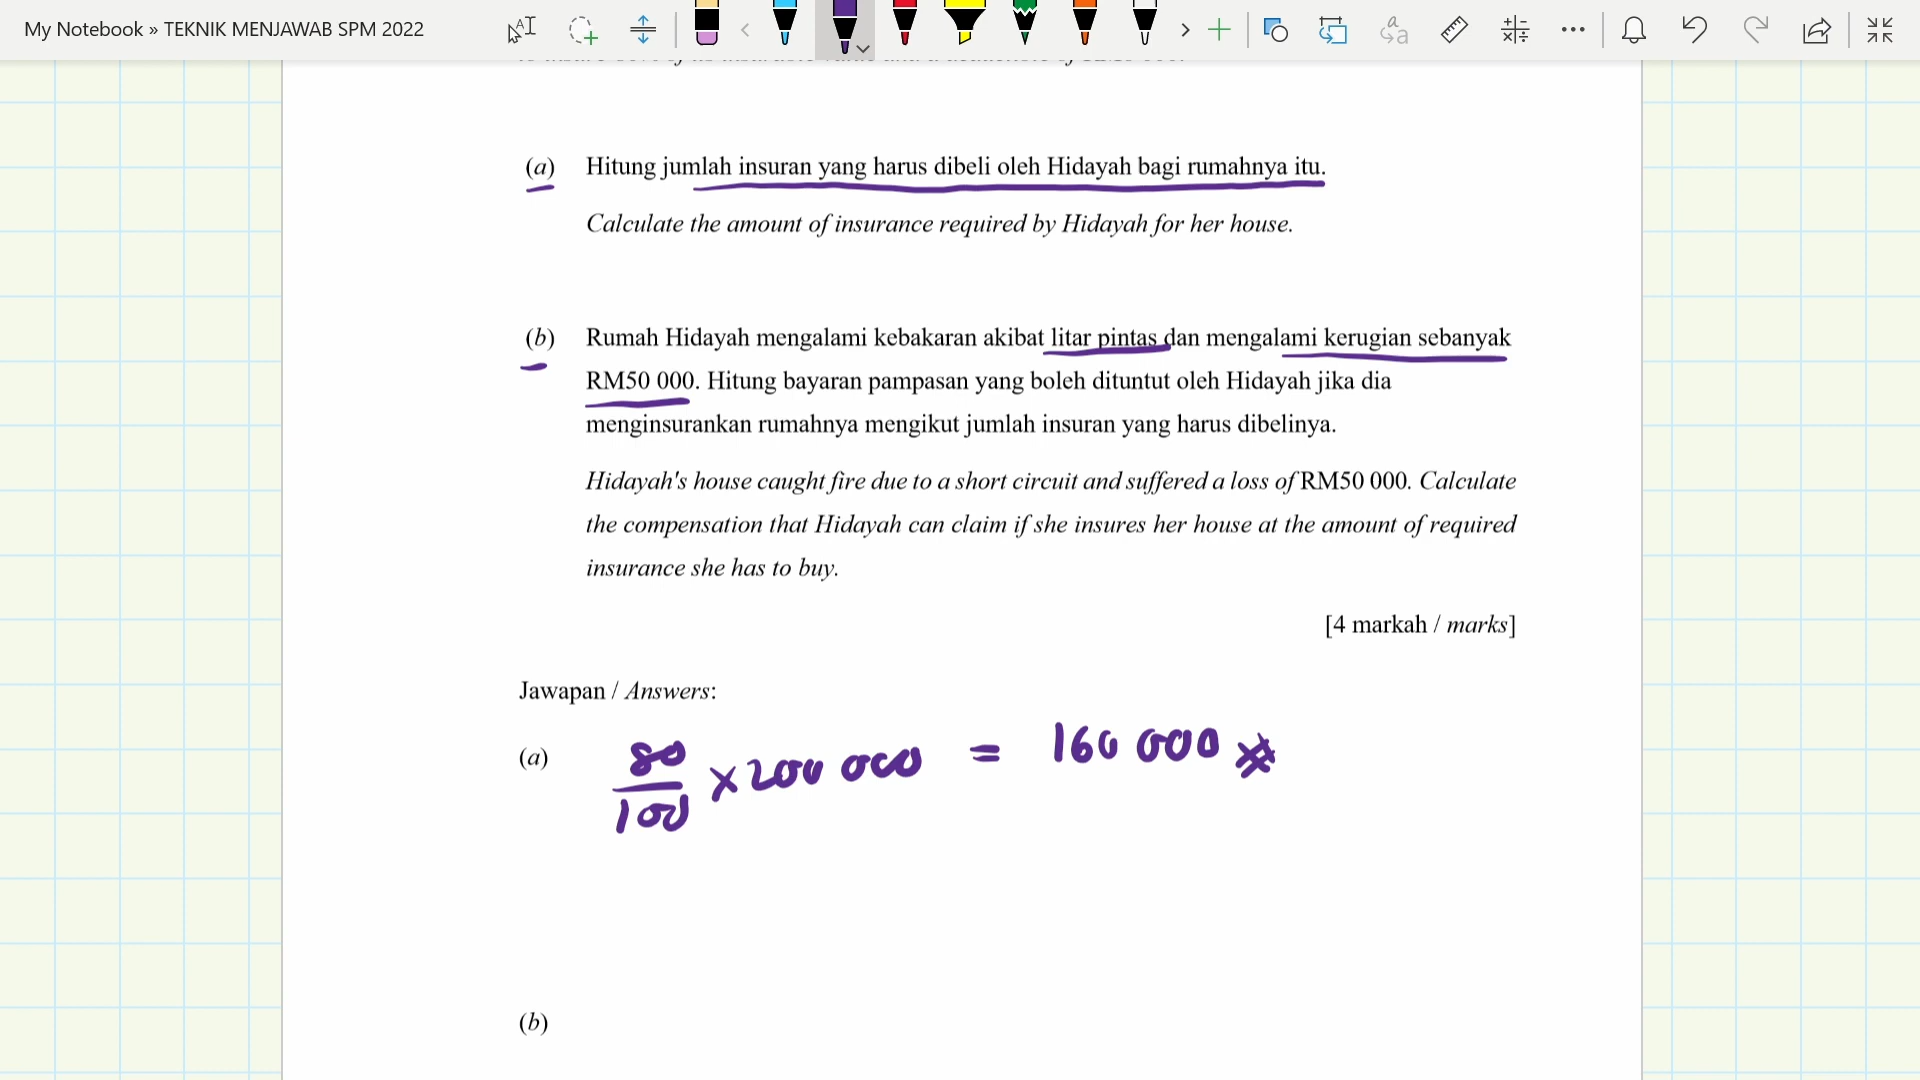 My Notebook » TEKNIK MENJAWAB SPM 2022
(a) Hitung jumlah insuran yang harus dibeli oleh Hidayah bagi rumahnya itu.
Calculate the amount of insurance required by Hidayah for her house.
(b) Rumah Hidayah mengalami kebakaran akibat litar pintas dan mengalami kerugian sebanyak
RM50 000. Hitung bayaran pampasan yang boleh dituntut oleh Hidayah jika dia
menginsurankan rumahnya mengikut jumlah insuran yang harus dibelinya.
Hidayah's house caught fire due to a short circuit and suffered a loss of RM50 000. Calculate
the compensation that Hidayah can claim if she insures her house at the amount of required
insurance she has to buy.
[4 markah / marks]
Jawapan / Answers:
(a) 80/100 × 200 000 = 160 000
(b)